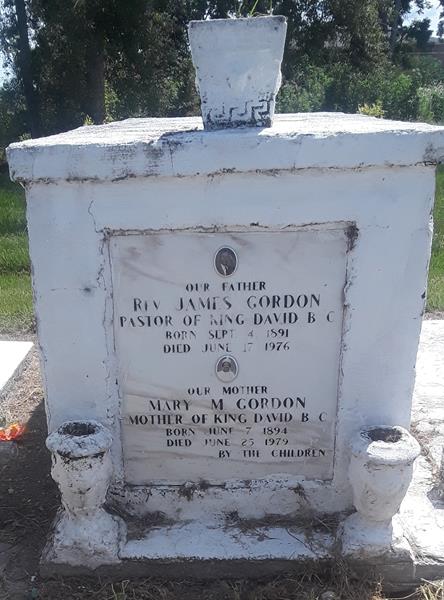 OUR FATHER
REV JAMES GORDON
PASTOR OF KING DAVID B C
BORN SEPT 4 1891
DIED JUNE 17 1976
OUR MOTHER
MARY M GORDON
MOTHER OF KING DAVID B C
BORN JUNE 7 1894
DIED JUNE 25 1979
BY THE CHILDREN